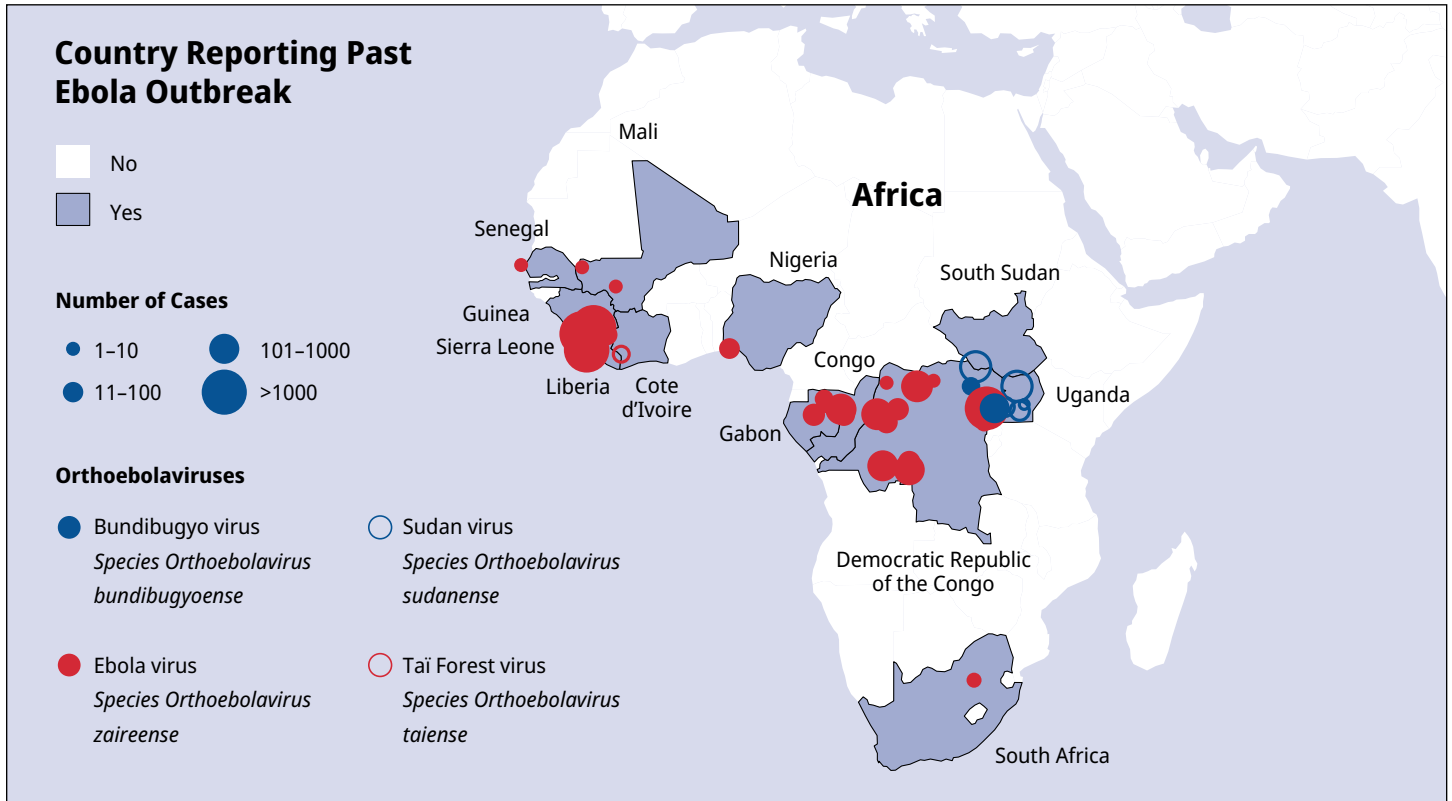 Country Reporting Past
Ebola Outbreak
No
Yes
Number of Cases
1–10
101–1000
11–100
>1000
Orthoebolaviruses
Bundibugyo virus
Species Orthoebolavirus
bundibugyoense
Sudan virus
Species Orthoebolavirus
sudanense
Ebola virus
Species Orthoebolavirus
zaireense
Taï Forest virus
Species Orthoebolavirus
taiense
Africa
Mali
Senegal
Nigeria
South Sudan
Guinea
Sierra Leone
Liberia
Cote
d’Ivoire
Congo
Uganda
Gabon
Democratic Republic
of the Congo
South Africa